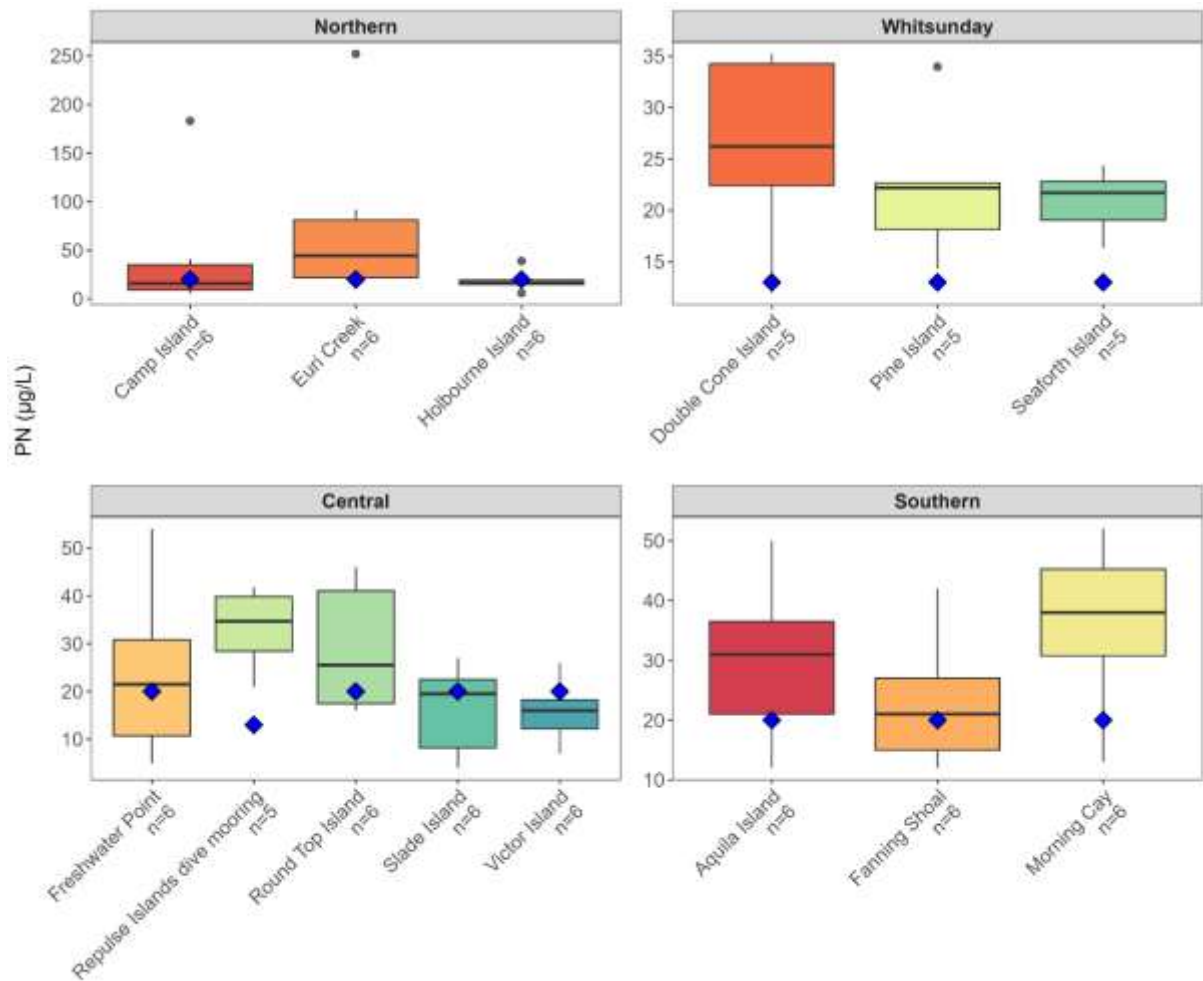 Northern
Whitsunday
250
200
150
100
50
0
35
30
25
20
15
Camp Island
n=6
Euri Creek
n=6
Holbourne Island
n=6
Double Cone Island
n=5
Pine Island
n=5
Seaforth Island
n=5
PN (µg/L)
Central
Southern
50
40
30
20
10
50
40
30
20
10
Freshwater Point
n=6
Repulse Islands dive mooring
n=5
Round Top Island
n=6
Slade Island
n=6
Victor Island
n=6
Aquila Island
n=6
Fanning Shoal
n=6
Morning Cay
n=6